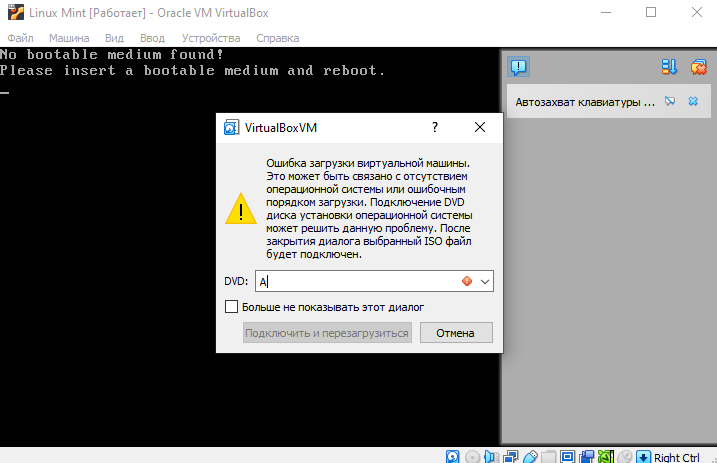 Linux Mint [Работает] - Oracle VM VirtualBox
Файл Машина Вид Ввод Устройства Справка
No bootable medium found!
Please insert a bootable medium and reboot.
Автозахват клавиатуры ...
VirtualBoxVM
Ошибка загрузки виртуальной машины.
Это может быть связано с отсутствием
операционной системы или ошибочным
порядком загрузки. Подключение DVD
диска установки операционной системы
может решить данную проблему. После
закрытия диалога выбранный ISO файл
будет подключен.
DVD: А
Больше не показывать этот диалог
Подключить и перезагрузиться Отмена
Right Ctrl